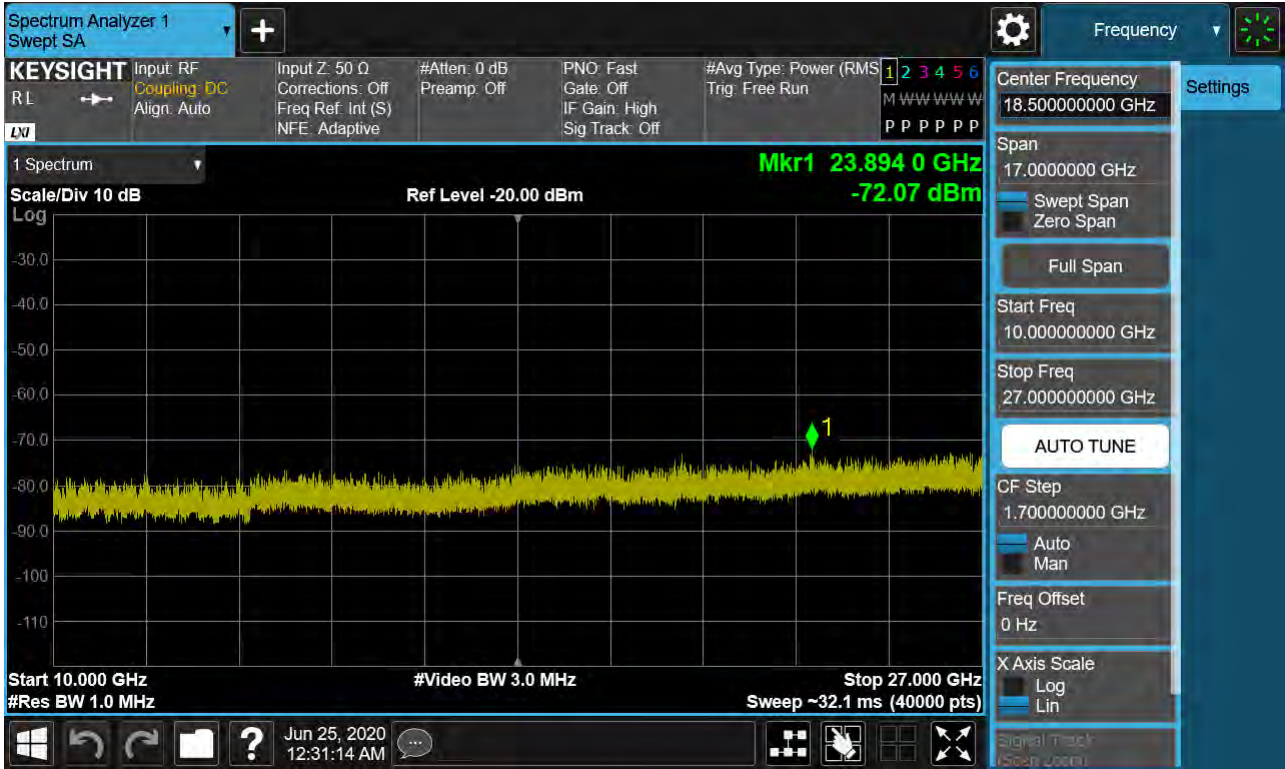 Spectrum Analyzer 1
Swept SA
+
Frequency
KEYSIGHT
R L
LXI
Input: RF
Coupling: DC
Align: Auto
Input Z: 50 Ω
Corrections: Off
Freq Ref: Int (S)
NFE: Adaptive
#Atten: 0 dB
Preamp: Off
PNO: Fast
Gate: Off
IF Gain: High
Sig Track: Off
#Avg Type: Power (RMS
Trig: Free Run
1 2 3 4 5 6
M W W W W W
P P P P P P
1 Spectrum
Scale/Div 10 dB
Log
Ref Level -20.00 dBm
Mkr1 23.894 0 GHz
-72.07 dBm
1
-30.0
-40.0
-50.0
-60.0
-70.0
-80.0
-90.0
-100
-110
Start 10.000 GHz
#Res BW 1.0 MHz
#Video BW 3.0 MHz
Stop 27.000 GHz
Sweep ~32.1 ms (40000 pts)
Center Frequency
18.500000000 GHz
Settings
Span
17.0000000 GHz
Swept Span
Zero Span
Full Span
Start Freq
10.000000000 GHz
Stop Freq
27.000000000 GHz
AUTO TUNE
CF Step
1.700000000 GHz
Auto
Man
Freq Offset
0 Hz
X Axis Scale
Log
Lin
Signal Track
(Span Zoom)
?
Jun 25, 2020
12:31:14 AM